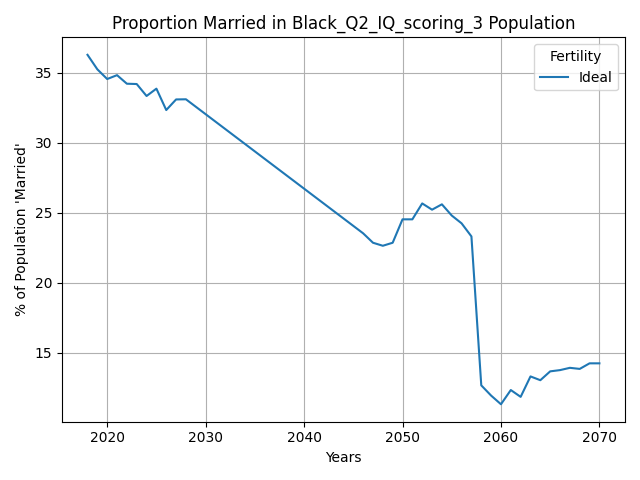 Proportion Married in Black_Q2_IQ_scoring_3 Population
% of Population 'Married'
35
30
25
20
15
Fertility
Ideal
2020 2030 2040 2050 2060 2070
Years